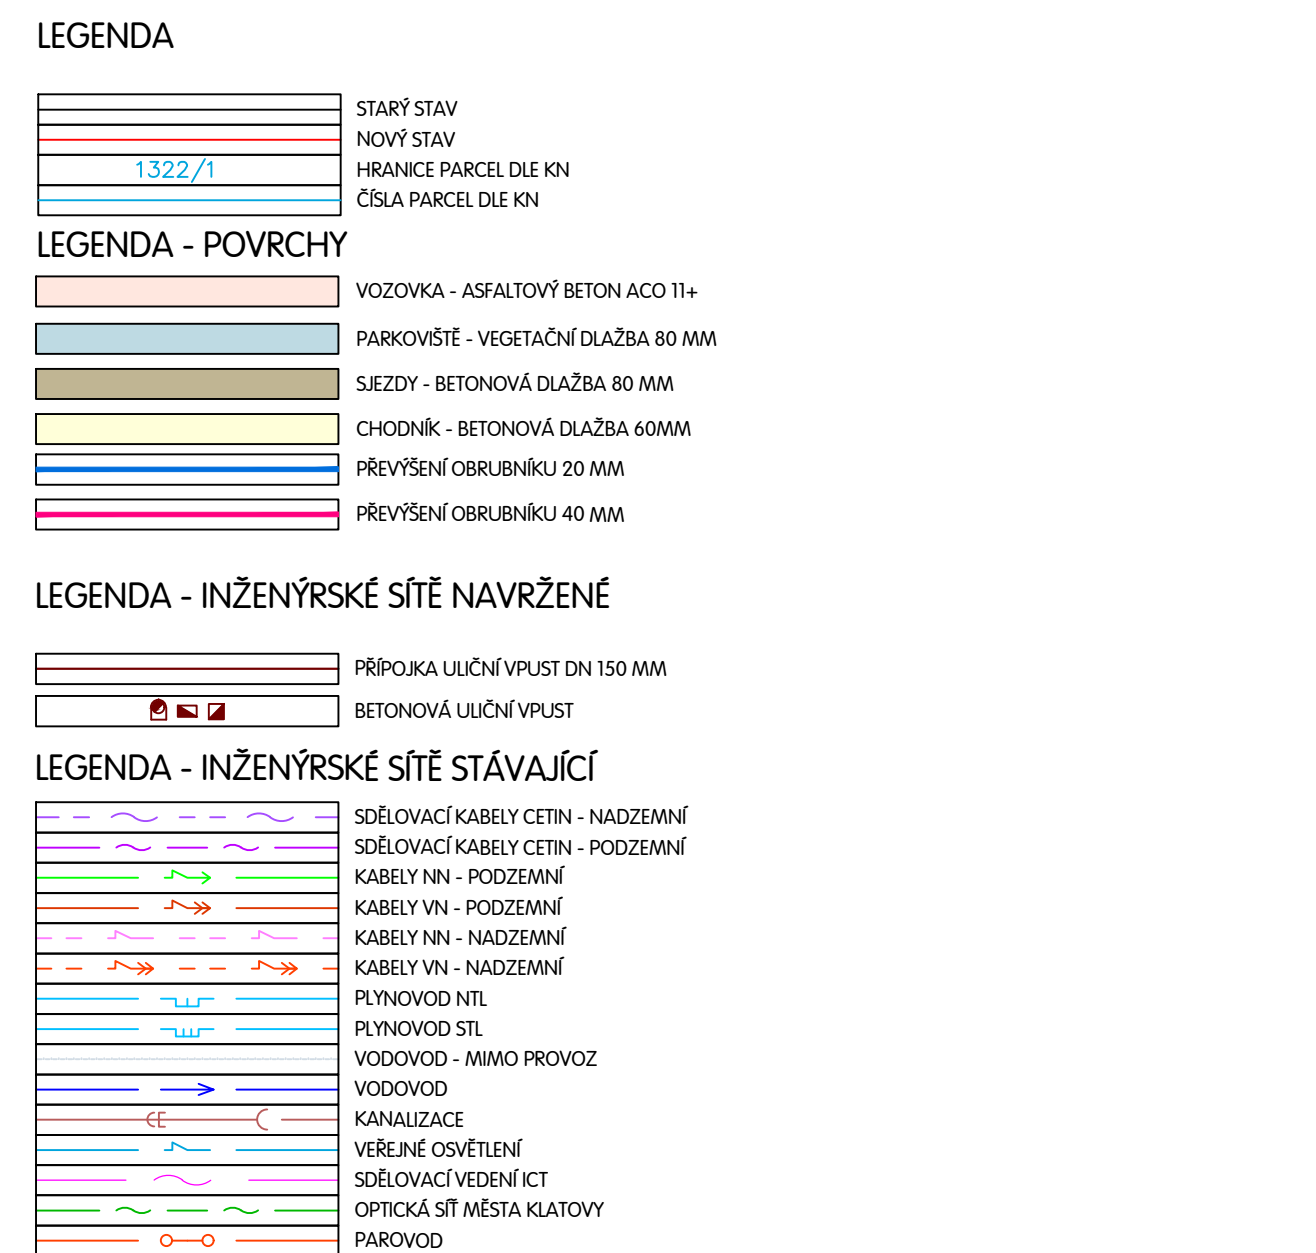 LEGENDA
STARÝ STAV
NOVÝ STAV
1322/1 HRANICE PARCEL DLE KN
ČÍSLA PARCEL DLE KN
LEGENDA - POVRCHY
VOZOVKA - ASFALTOVÝ BETON ACO 11+
PARKOVIŠTĚ - VEGETAČNÍ DLAŽBA 80 MM
SJEZDY - BETONOVÁ DLAŽBA 80 MM
CHODNÍK - BETONOVÁ DLAŽBA 60MM
PŘEVÝŠENÍ OBRUBNÍKU 20 MM
PŘEVÝŠENÍ OBRUBNÍKU 40 MM
LEGENDA - INŽENÝRSKÉ SÍTĚ NAVRŽENÉ
PŘÍPOJKA ULIČNÍ VPUST DN 150 MM
BETONOVÁ ULIČNÍ VPUST
LEGENDA - INŽENÝRSKÉ SÍTĚ STÁVAJÍCÍ
SDĚLOVACÍ KABELY CETIN - NADZEMNÍ
SDĚLOVACÍ KABELY CETIN - PODZEMNÍ
KABELY NN - PODZEMNÍ
KABELY VN - PODZEMNÍ
KABELY NN - NADZEMNÍ
KABELY VN - NADZEMNÍ
PLYNOVOD NTL
PLYNOVOD STL
VODOVOD - MIMO PROVOZ
VODOVOD
KANALIZACE
VEŘEJNÉ OSVĚTLENÍ
SDĚLOVACÍ VEDENÍ ICT
OPTICKÁ SÍŤ MĚSTA KLATOVY
PAROVOD